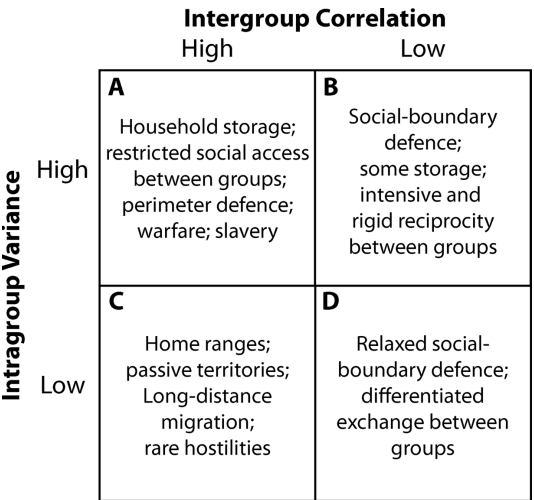 Intergroup Correlation
High
Low
Intragroup Variance
High
A
Household storage;
restricted social access
between groups;
perimeter defence;
warfare; slavery
B
Social-boundary
defence;
some storage;
intensive and
rigid reciprocity
between groups
Low
C
Home ranges;
passive territories;
Long-distance
migration;
rare hostilities
D
Relaxed social-
boundary defence;
differentiated
exchange between
groups